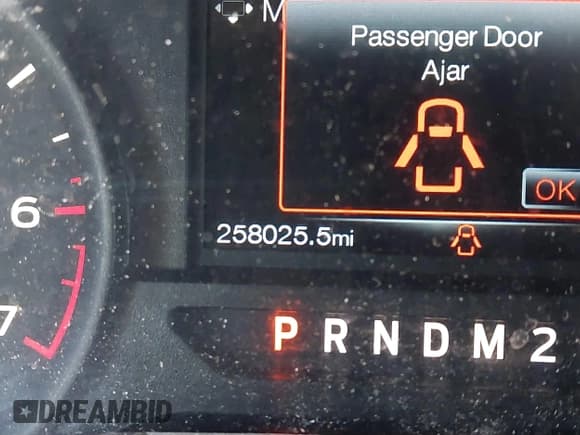 M
Passenger Door
Ajar
OK
6
258025.5mi
7
P R N D M 2
DREAMBID